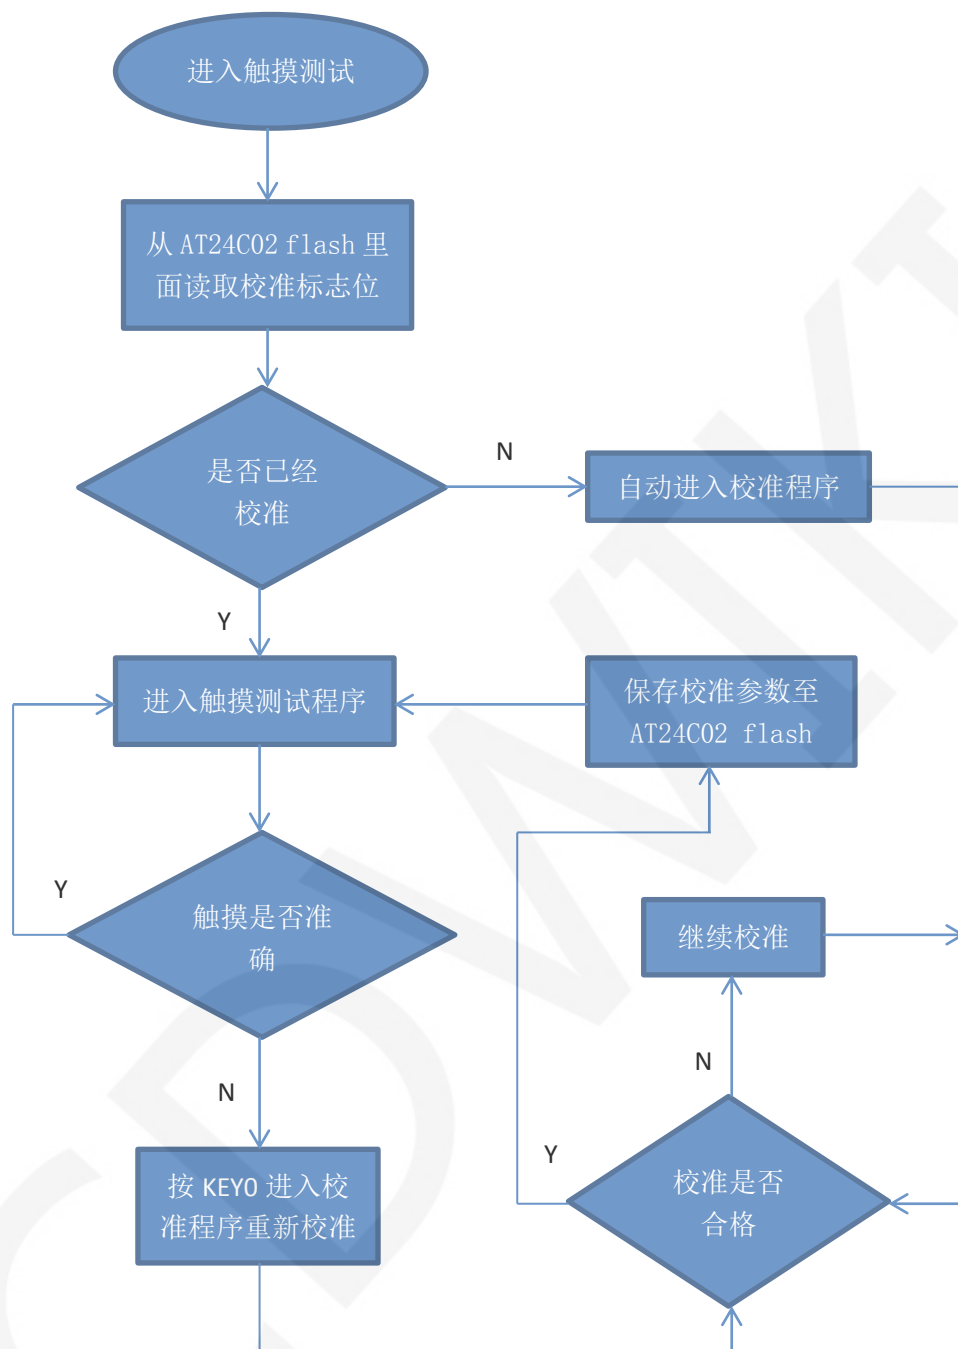 进入触摸测试
从 AT24C02 flash 里
面读取校准标志位
是否已经
校准
N
自动进入校准程序
Y
进入触摸测试程序
保存校准参数至
AT24C02 flash
Y
触摸是否准
确
继续校准
N
N
Y
按 KEY0 进入校
准程序重新校准
校准是否
合格